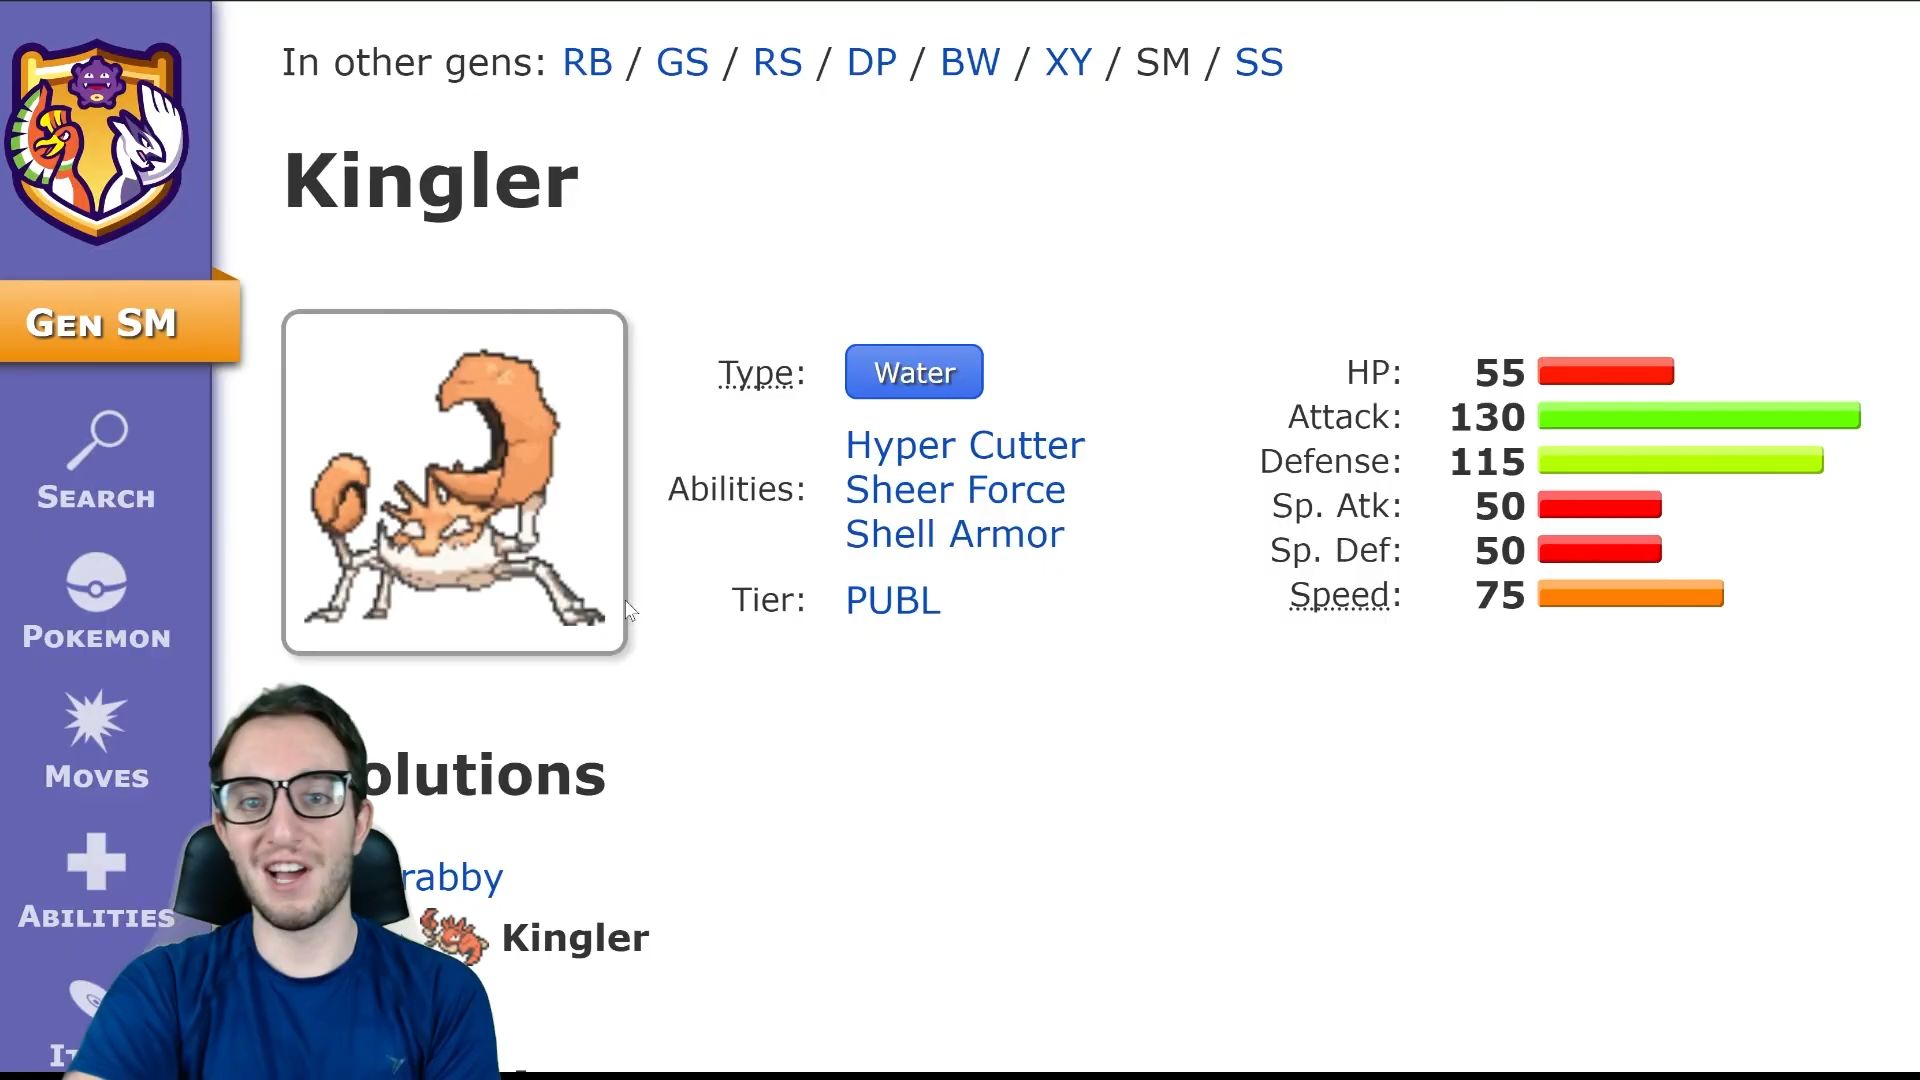 In other gens: RB / GS / RS / DP / BW / XY / SM / SS
Kingler
GEN SM
Type: Water
Abilities: Hyper Cutter
Sheer Force
Shell Armor
Tier: PUBL
HP: 55
Attack: 130
Defense: 115
Sp. Atk: 50
Sp. Def: 50
Speed: 75
SEARCH
POKEMON
MOVES
ABILITIES
olutions
rabby
Kingler